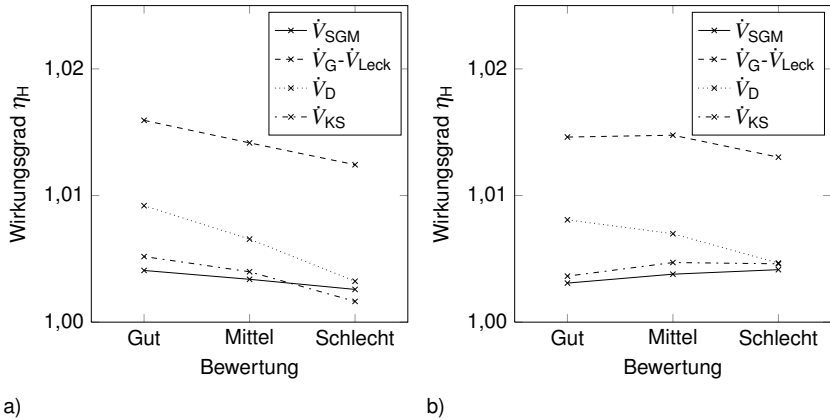 1,02
1,01
1,00
Wirkungsgrad ηH
V̇SGM
V̇G-V̇Leck
V̇D
V̇KS
Gut Mittel Schlecht
Bewertung
a)
1,02
1,01
1,00
Wirkungsgrad ηH
V̇SGM
V̇G-V̇Leck
V̇D
V̇KS
Gut Mittel Schlecht
Bewertung
b)